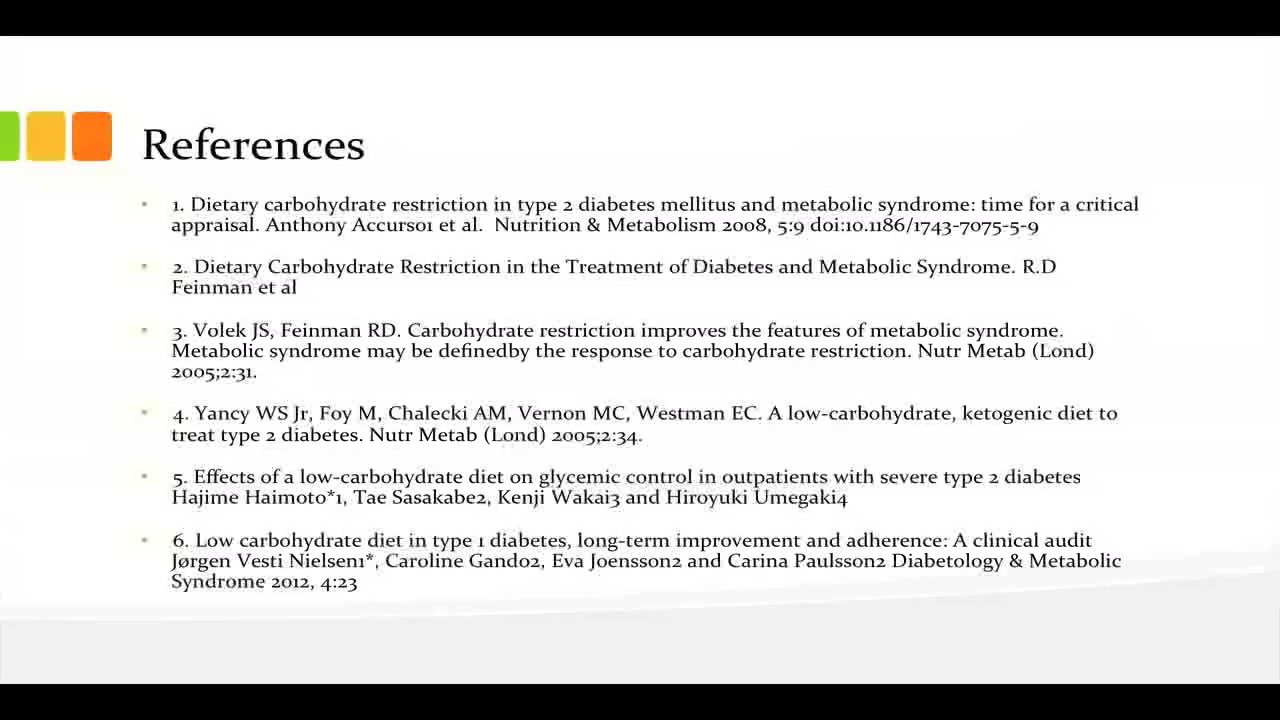 References
• 1. Dietary carbohydrate restriction in type 2 diabetes mellitus and metabolic syndrome: time for a critical
appraisal. Anthony Accurso1 et al.  Nutrition & Metabolism 2008, 5:9 doi:10.1186/1743-7075-5-9
• 2. Dietary Carbohydrate Restriction in the Treatment of Diabetes and Metabolic Syndrome. R.D
Feinman et al
• 3. Volek JS, Feinman RD. Carbohydrate restriction improves the features of metabolic syndrome.
Metabolic syndrome may be definedby the response to carbohydrate restriction. Nutr Metab (Lond)
2005;2:31.
• 4. Yancy WS Jr, Foy M, Chalecki AM, Vernon MC, Westman EC. A low-carbohydrate, ketogenic diet to
treat type 2 diabetes. Nutr Metab (Lond) 2005;2:34.
• 5. Effects of a low-carbohydrate diet on glycemic control in outpatients with severe type 2 diabetes
Hajime Haimoto*1, Tae Sasakabe2, Kenji Wakai3 and Hiroyuki Umegaki4
• 6. Low carbohydrate diet in type 1 diabetes, long-term improvement and adherence: A clinical audit
Jørgen Vesti Nielsen1*, Caroline Gando2, Eva Joensson2 and Carina Paulsson2 Diabetology & Metabolic
Syndrome 2012, 4:23